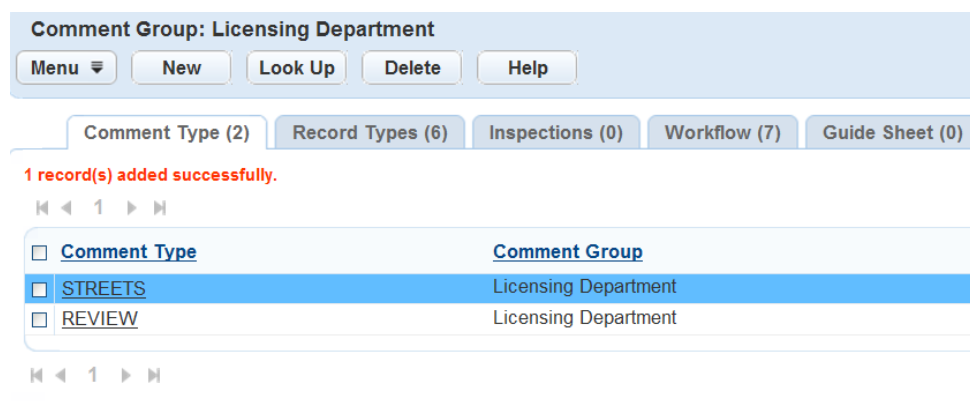 Comment Group: Licensing Department
Menu New Look Up Delete Help
Comment Type (2) Record Types (6) Inspections (0) Workflow (7) Guide Sheet (0)
1 record(s) added successfully.
1
Comment Type Comment Group
STREETS Licensing Department
REVIEW Licensing Department
1